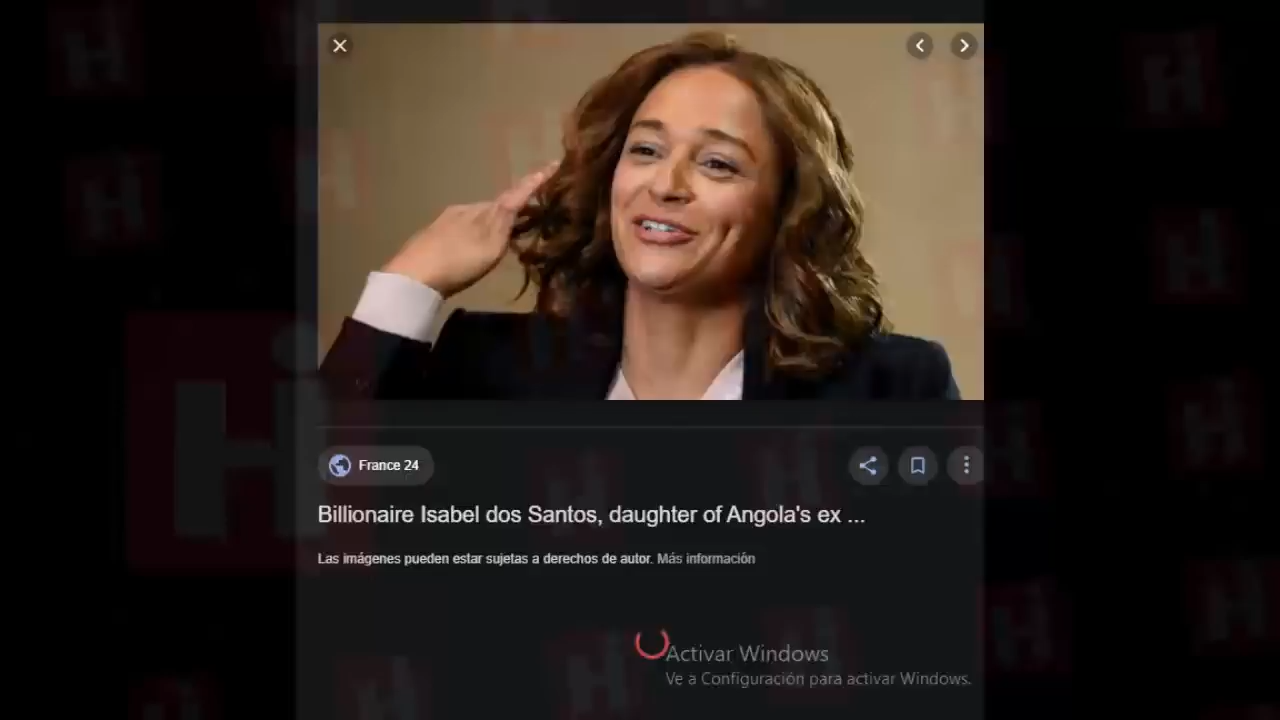 France 24
Billionaire Isabel dos Santos, daughter of Angola's ex ...
Las imágenes pueden estar sujetas a derechos de autor. Más información
Activar Windows
Ve a Configuración para activar Windows.